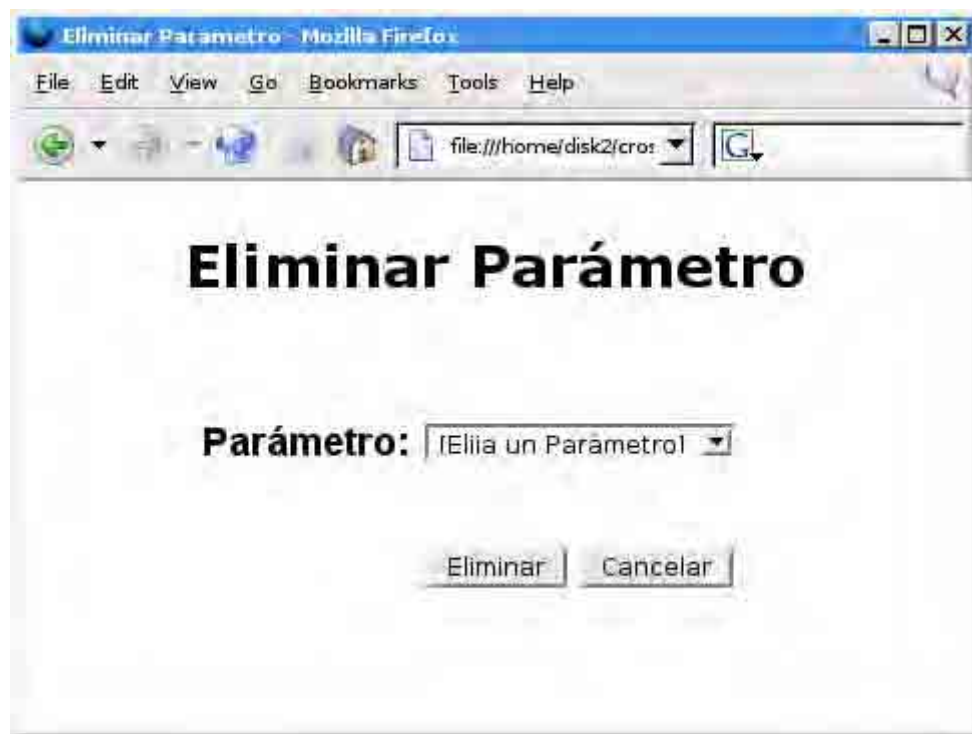 Eliminar Parametro - Mozilla Firefox
File Edit View Go Bookmarks Tools Help
file:///home/disk2/cros G
Eliminar Parámetro
Parámetro: [Elija un Parametro]
Eliminar Cancelar